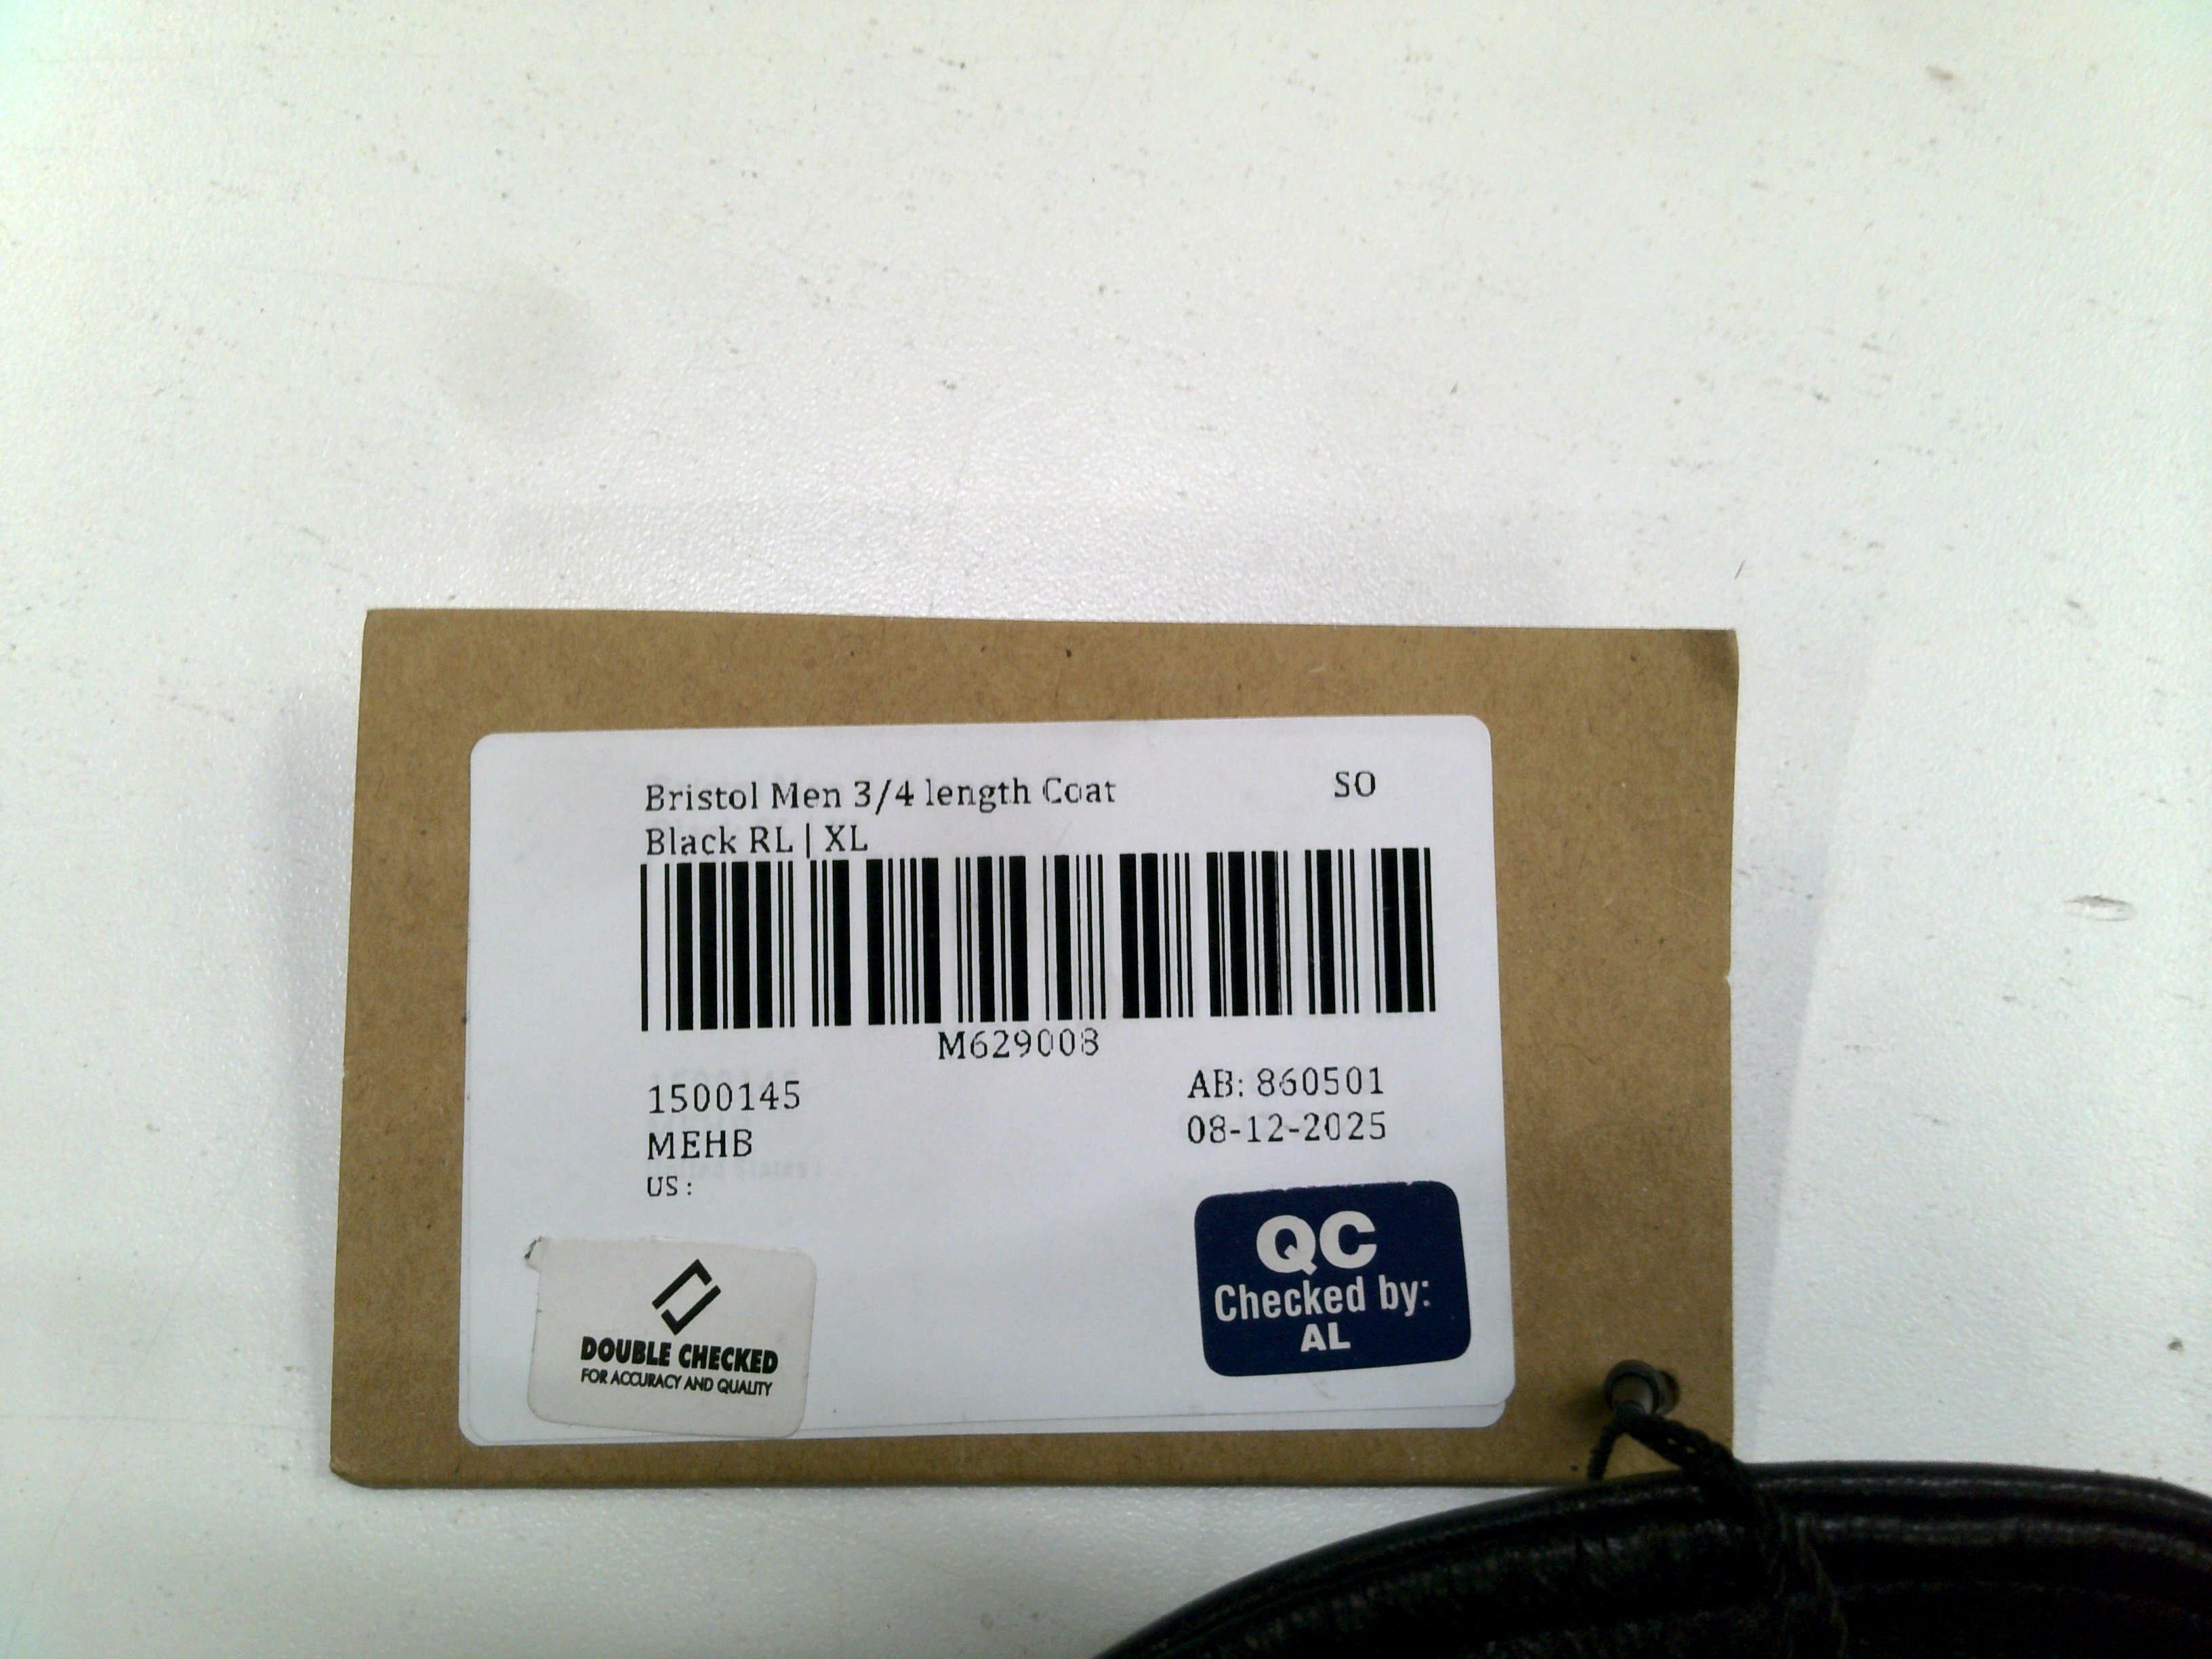 Bristol Men 3/4 length Coat SO
Black RL | XL
M629008
1500145 AB: 860501
MEHB 08-12-2025
US :
QC
Checked by:
AL
DOUBLE CHECKED
FOR ACCURACY AND QUALITY